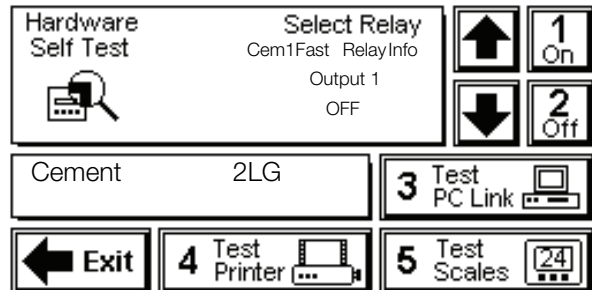 Hardware
Self Test
Select Relay
Cem1Fast RelayInfo
Output 1
OFF
1
On
2
Off
Cement 2LG
3 Test
PC Link
Exit
4 Test
Printer
5 Test
Scales
24